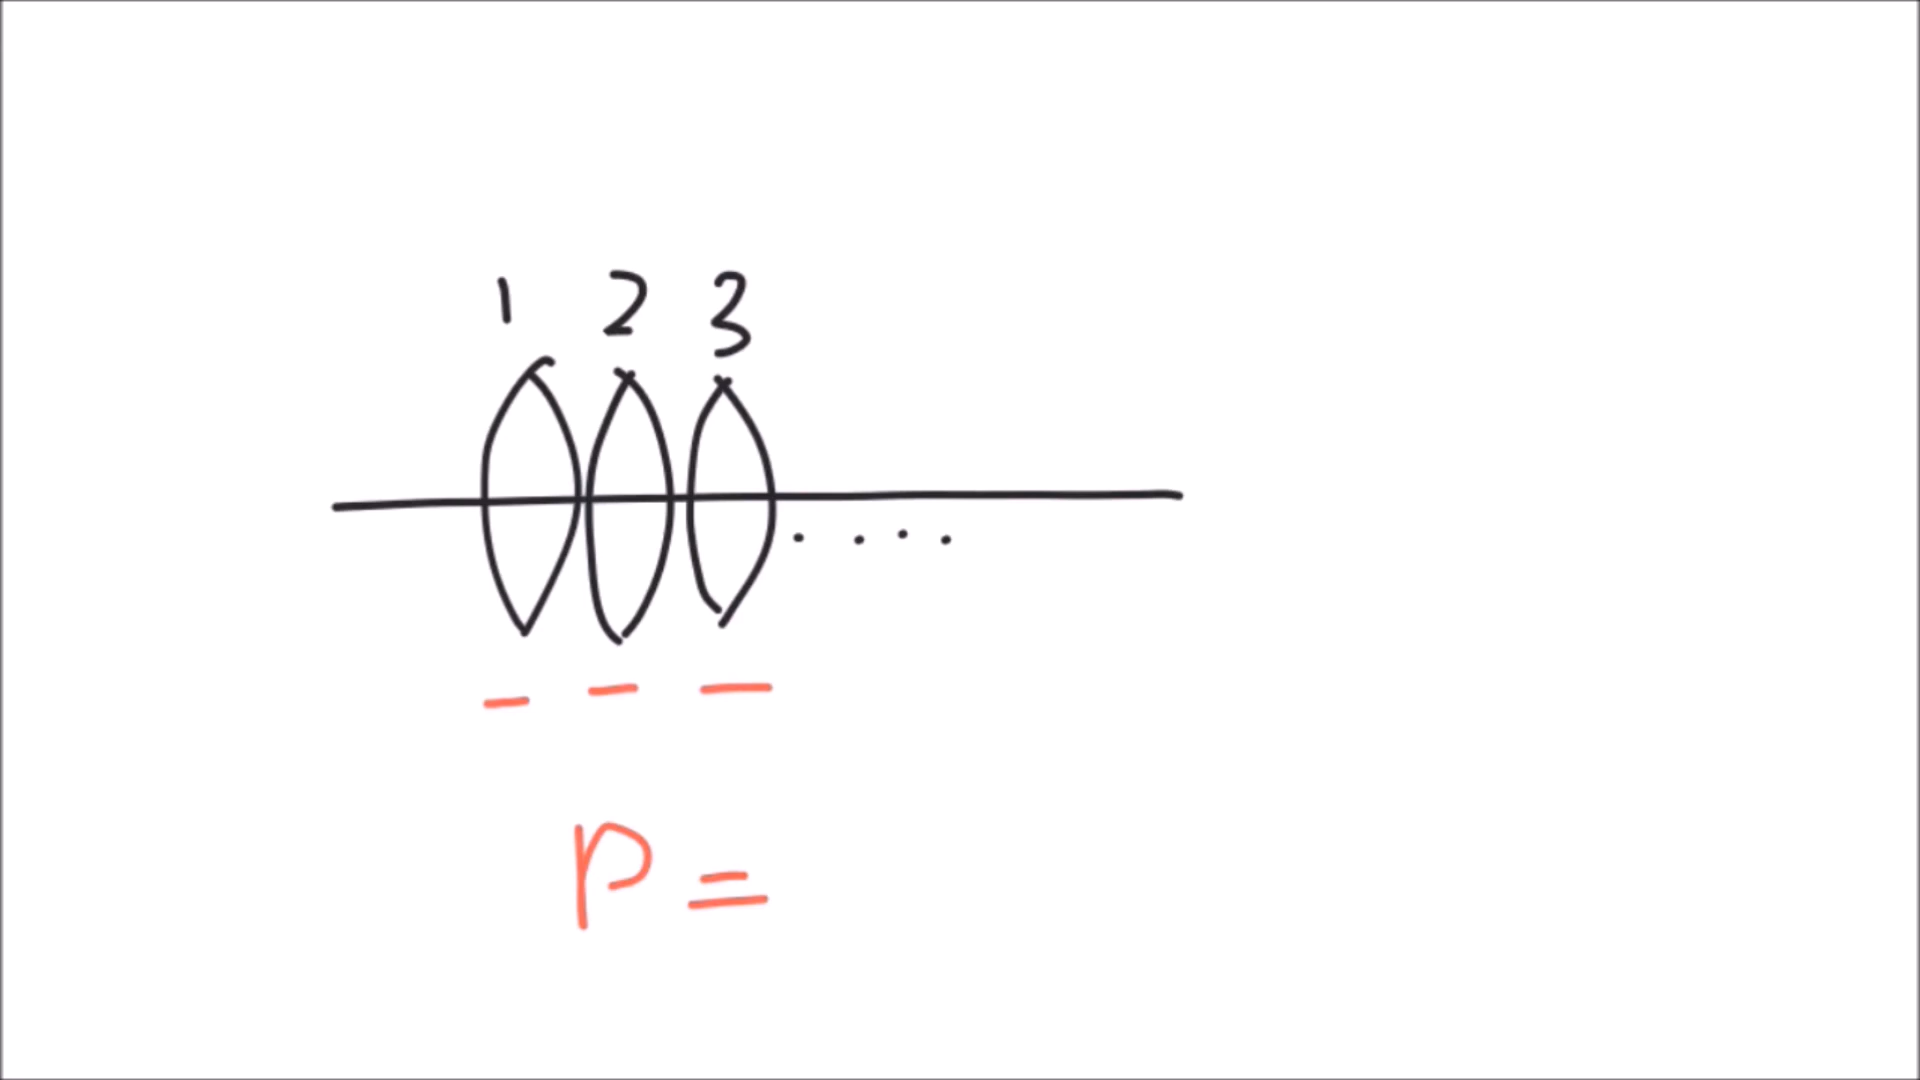 1 2 3
. . . .
– – –
P =